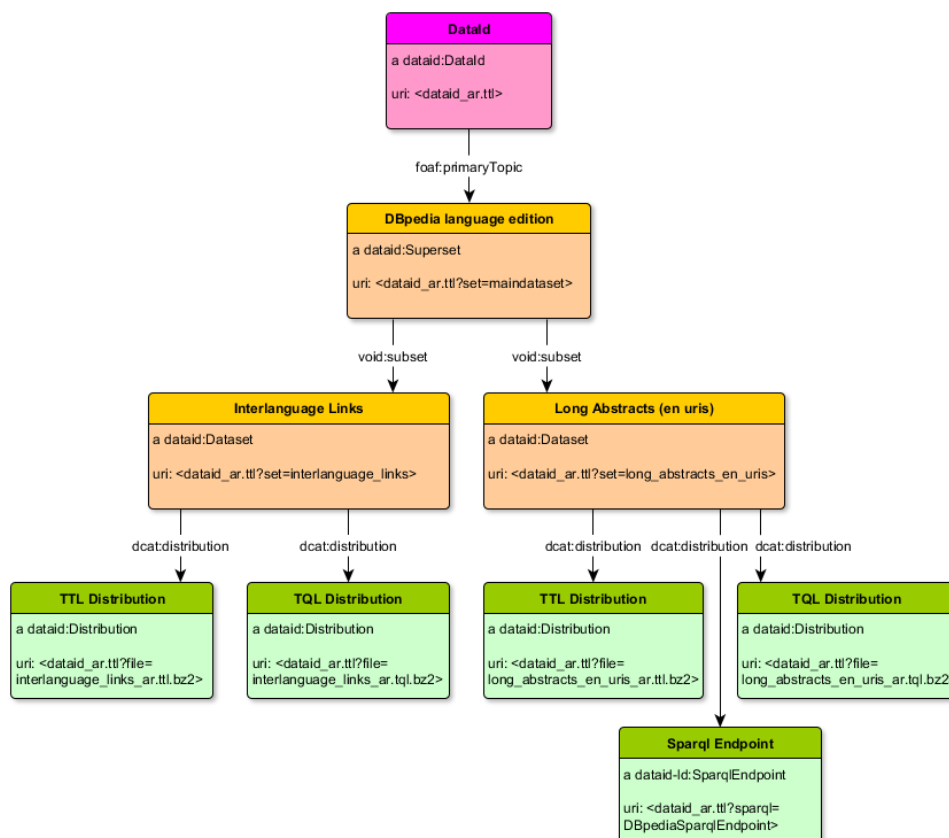 DataId
a dataid:DataId
uri: <dataid_ar.ttl>
foaf:primaryTopic
DBpedia language edition
a dataid:Superset
uri: <dataid_ar.ttl?set=maindataset>
void:subset
void:subset
Interlanguage Links
a dataid:Dataset
uri: <dataid_ar.ttl?set=interlanguage_links>
Long Abstracts (en uris)
a dataid:Dataset
uri: <dataid_ar.ttl?set=long_abstracts_en_uris>
dcat:distribution
dcat:distribution
dcat:distribution
dcat:distribution
dcat:distribution
TTL Distribution
a dataid:Distribution
uri: <dataid_ar.ttl?file=
interlanguage_links_ar.ttl.bz2>
TQL Distribution
a dataid:Distribution
uri: <dataid_ar.ttl?file=
interlanguage_links_ar.tql.bz2>
TTL Distribution
a dataid:Distribution
uri: <dataid_ar.ttl?file=
long_abstracts_en_uris_ar.ttl.bz2>
TQL Distribution
a dataid:Distribution
uri: <dataid_ar.ttl?file=
long_abstracts_en_uris_ar.tql.bz2
Sparql Endpoint
a dataid-ld:SparqlEndpoint
uri: <dataid_ar.ttl?sparql=
DBpediaSparqlEndpoint>